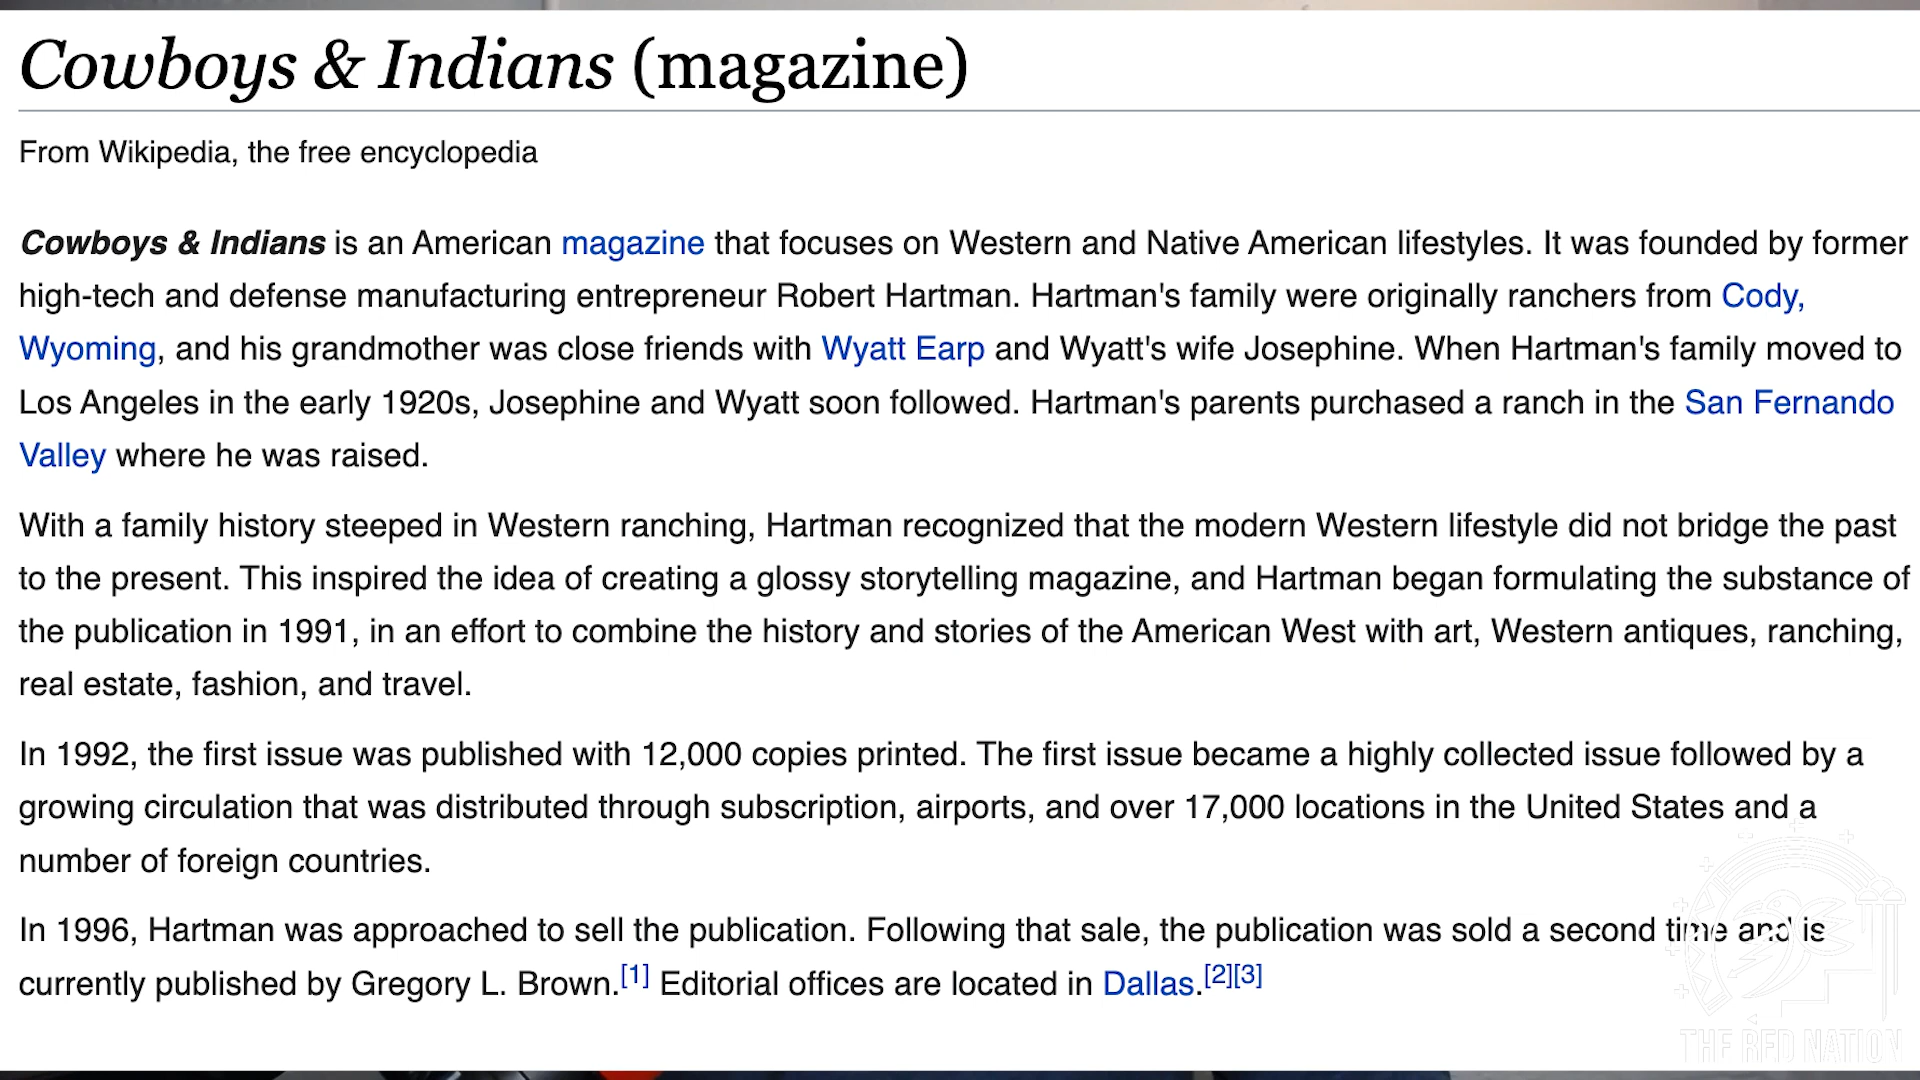 Cowboys & Indians (magazine)
From Wikipedia, the free encyclopedia
Cowboys & Indians is an American magazine that focuses on Western and Native American lifestyles. It was founded by former
high-tech and defense manufacturing entrepreneur Robert Hartman. Hartman's family were originally ranchers from Cody,
Wyoming, and his grandmother was close friends with Wyatt Earp and Wyatt's wife Josephine. When Hartman's family moved to
Los Angeles in the early 1920s, Josephine and Wyatt soon followed. Hartman's parents purchased a ranch in the San Fernando
Valley where he was raised.
With a family history steeped in Western ranching, Hartman recognized that the modern Western lifestyle did not bridge the past
to the present. This inspired the idea of creating a glossy storytelling magazine, and Hartman began formulating the substance of
the publication in 1991, in an effort to combine the history and stories of the American West with art, Western antiques, ranching,
real estate, fashion, and travel.
In 1992, the first issue was published with 12,000 copies printed. The first issue became a highly collected issue followed by a
growing circulation that was distributed through subscription, airports, and over 17,000 locations in the United States and a
number of foreign countries.
In 1996, Hartman was approached to sell the publication. Following that sale, the publication was sold a second time and is
currently published by Gregory L. Brown.[1] Editorial offices are located in Dallas.[2][3]
THE RED NATION